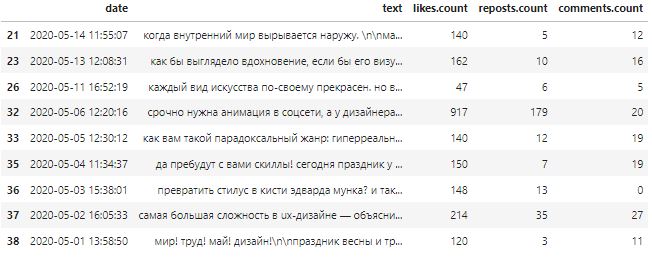 date text likes.count reposts.count comments.count
21 2020-05-14 11:55:07 когда внутренний мир вырывается наружу. \n\nма... 140 5 12
23 2020-05-13 12:08:31 как бы выглядело вдохновение, если бы его визу... 162 10 16
26 2020-05-11 16:52:19 каждый вид искусства по-своему прекрасен. но в... 47 6 5
32 2020-05-06 12:20:16 срочно нужна анимация в соцсети, а у дизайнера... 917 179 20
33 2020-05-05 12:30:12 как вам такой парадоксальный жанр: гиперреальн... 140 12 19
35 2020-05-04 11:34:37 да пребудут с вами скиллы! сегодня праздник у ... 150 7 19
36 2020-05-03 15:38:01 превратить стилус в кисти эдварда мунка? и так... 148 13 0
37 2020-05-02 16:05:33 самая большая сложность в ux-дизайне — объясни... 214 35 27
38 2020-05-01 13:58:50 мир! труд! май! дизайн!\n\nпраздник весны и тр... 120 3 11